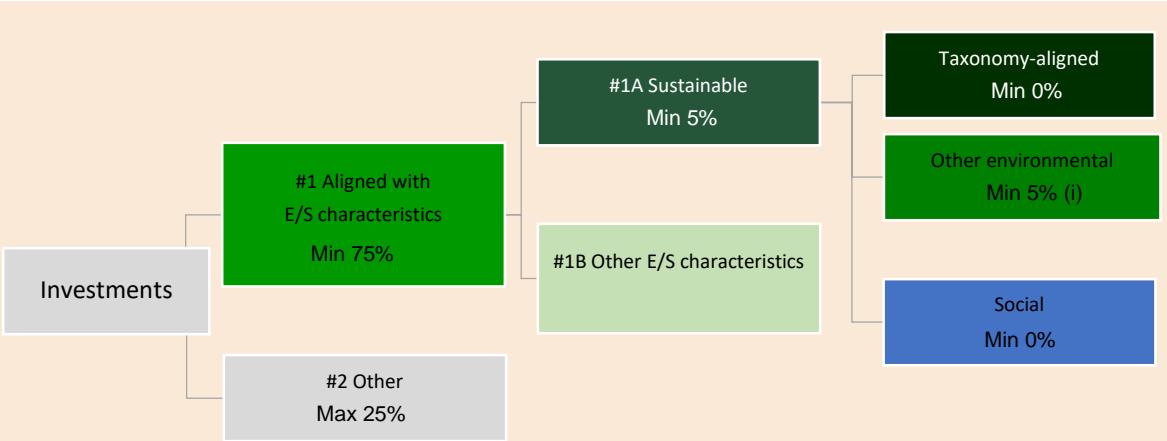 Investments
#1 Aligned with
E/S characteristics
Min 75%
#2 Other
Max 25%
#1A Sustainable
Min 5%
#1B Other E/S characteristics
Taxonomy-aligned
Min 0%
Other environmental
Min 5% (i)
Social
Min 0%